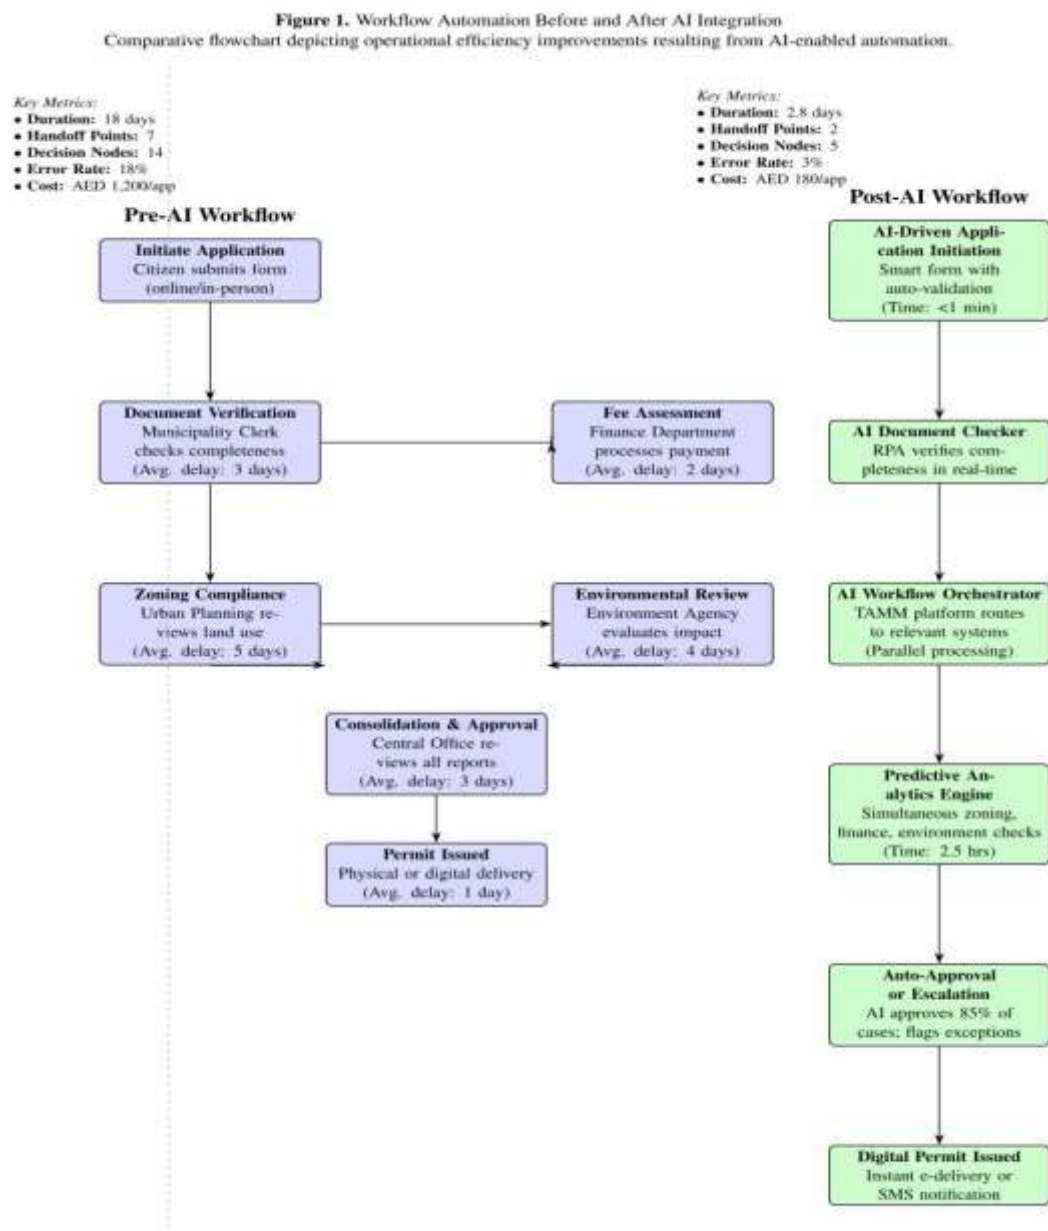 Figure 1. Workflow Automation Before and After AI Integration
Comparative flowchart depicting operational efficiency improvements resulting from AI-enabled automation.
Key Metrics:
• Duration: 18 days
• Handoff Points: 7
• Decision Nodes: 14
• Error Rate: 18%
• Cost: AED 1,200/app
Pre-AI Workflow
Initiate Application
Citizen submits form
(online/in-person)
Document Verification
Municipality Clerk
checks completeness
(Avg. delay: 3 days)
Fee Assessment
Finance Department
processes payment
(Avg. delay: 2 days)
Zoning Compliance
Urban Planning re-
views land use
(Avg. delay: 5 days)
Environmental Review
Environment Agency
evaluates impact
(Avg. delay: 4 days)
Consolidation & Approval
Central Office re-
views all reports
(Avg. delay: 3 days)
Permit Issued
Physical or digital delivery
(Avg. delay: 1 day)
Key Metrics:
• Duration: 2.8 days
• Handoff Points: 2
• Decision Nodes: 5
• Error Rate: 3%
• Cost: AED 180/app
Post-AI Workflow
AI-Driven Appli-
cation Initiation
Smart form with
auto-validation
(Time: <1 min)
AI Document Checker
RPA verifies com-
pleteness in real-time
AI Workflow Orchestrator
TAMM platform routes
to relevant systems
(Parallel processing)
Predictive An-
alytics Engine
Simultaneous zoning,
finance, environment checks
(Time: 2.5 hrs)
Auto-Approval
or Escalation
AI approves 85% of
cases; flags exceptions
Digital Permit Issued
Instant e-delivery or
SMS notification